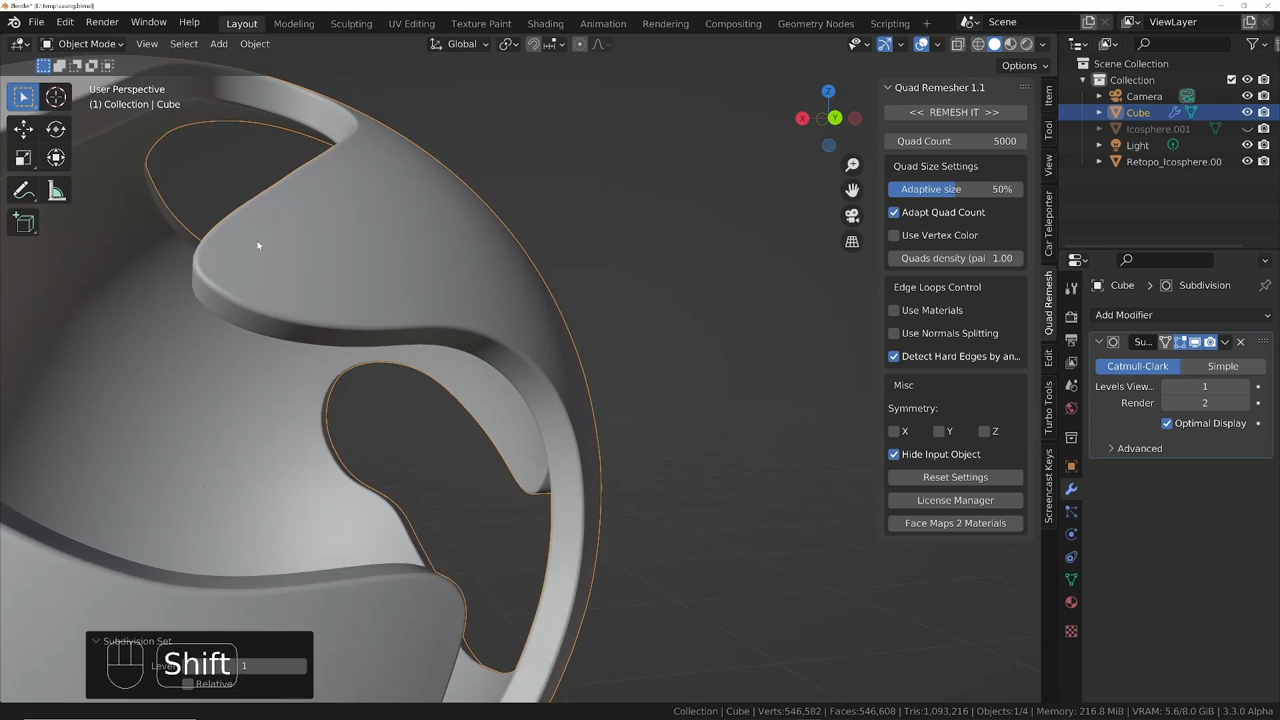 Blender* [E:\temp\casing.blend]
File Edit Render Window Help Layout Modeling Sculpting UV Editing Texture Paint Shading Animation Rendering Compositing Geometry Nodes Scripting + Scene ViewLayer
Object Mode View Select Add Object Global
Options
User Perspective
(1) Collection | Cube
Z
X
Y
Quad Remesher 1.1
<< REMESH IT >>
Quad Count 5000
Quad Size Settings
Adaptive size 50%
Adapt Quad Count
Use Vertex Color
Quads density (pai 1.00
Edge Loops Control
Use Materials
Use Normals Splitting
Detect Hard Edges by an...
Misc
Symmetry:
X Y Z
Hide Input Object
Reset Settings
License Manager
Face Maps 2 Materials
Item
Tool
View
Car Teleporter
Quad Remesh
Edit
Turbo Tools
Screencast Keys
Scene Collection
Collection
Camera
Cube
Icosphere.001
Light
Retopo_Icosphere.00
Cube > Subdivision
Add Modifier
Su...
Catmull-Clark Simple
Levels View... 1
Render 2
Optimal Display
Advanced
Subdivision Set
Shift
Level 1
Relative
Collection | Cube Verts:546,582 | Faces:546,608 | Tris:1,093,216 | Objects:1/4 | Memory: 216.8 MiB | VRAM: 5.6/8.0 GiB | 3.3.0 Alpha